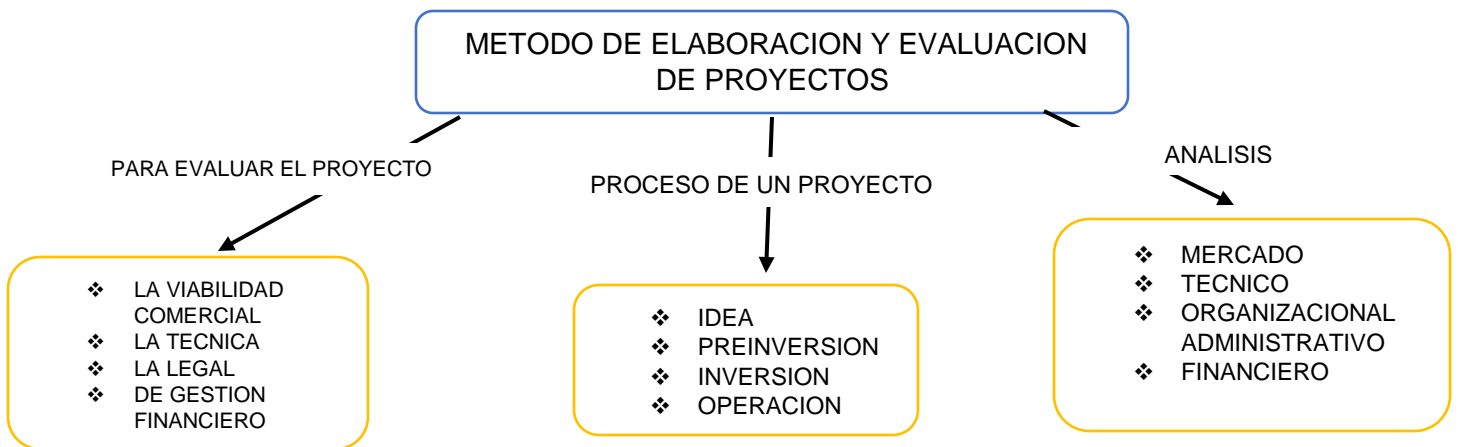 METODO DE ELABORACION Y EVALUACION
DE PROYECTOS
PARA EVALUAR EL PROYECTO
❖ LA VIABILIDAD
COMERCIAL
❖ LA TECNICA
❖ LA LEGAL
❖ DE GESTION
FINANCIERO
PROCESO DE UN PROYECTO
❖ IDEA
❖ PREINVERSION
❖ INVERSION
❖ OPERACION
ANALISIS
❖ MERCADO
❖ TECNICO
❖ ORGANIZACIONAL
ADMINISTRATIVO
❖ FINANCIERO